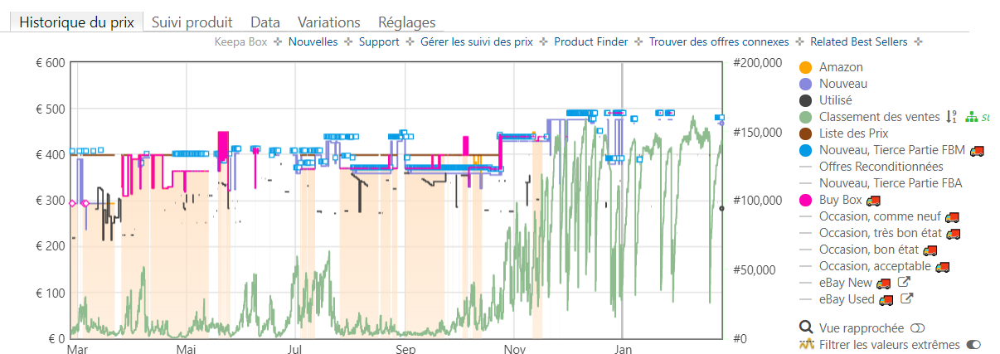 Historique du prix Suivi produit Data Variations Réglages
Keepa Box Nouvelles Support Gérer les suivi des prix Product Finder Trouver des offres connexes Related Best Sellers
€ 600
€ 500
€ 400
€ 300
€ 200
€ 100
€ 0
Mar Mai Jul Sep Nov Jan
#200,000
#150,000
#100,000
#50,000
#0
Amazon
Nouveau
Utilisé
Classement des ventes
Liste des Prix
Nouveau, Tierce Partie FBM
Offres Reconditionnées
Nouveau, Tierce Partie FBA
Buy Box
Occasion, comme neuf
Occasion, très bon état
Occasion, bon état
Occasion, acceptable
eBay New
eBay Used
Vue rapprochée
Filtrer les valeurs extrêmes